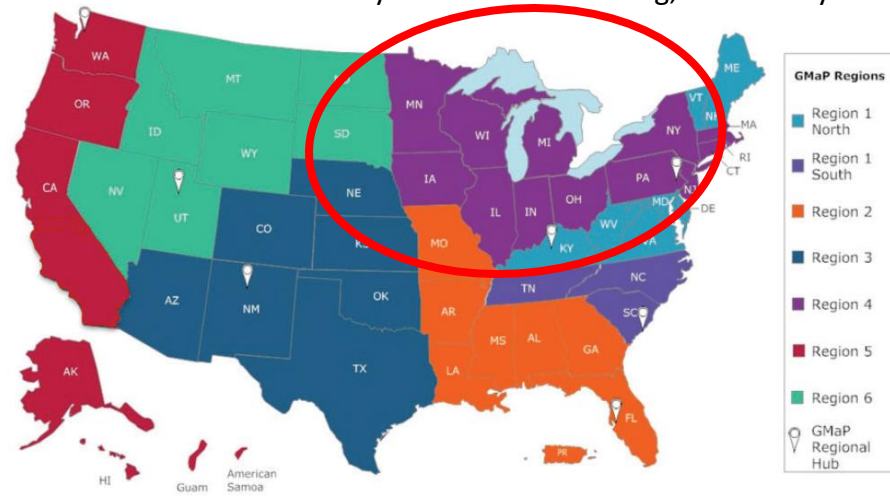 WA
MT
ME
MN
VT
NH
OR
ID
SD
WI
MI
NY
MA
WY
RI
CT
IA
PA
NJ
NE
CA
NV
IL
IN
OH
MD
DE
UT
CO
WV
VA
MO
KY
NC
TN
AZ
NM
OK
AR
SC
MS
AL
GA
TX
LA
AK
FL
PR
HI
Guam
American
Samoa
GMaP Regions
Region 1
North
Region 1
South
Region 2
Region 3
Region 4
Region 5
Region 6
GMaP
Regional
Hub